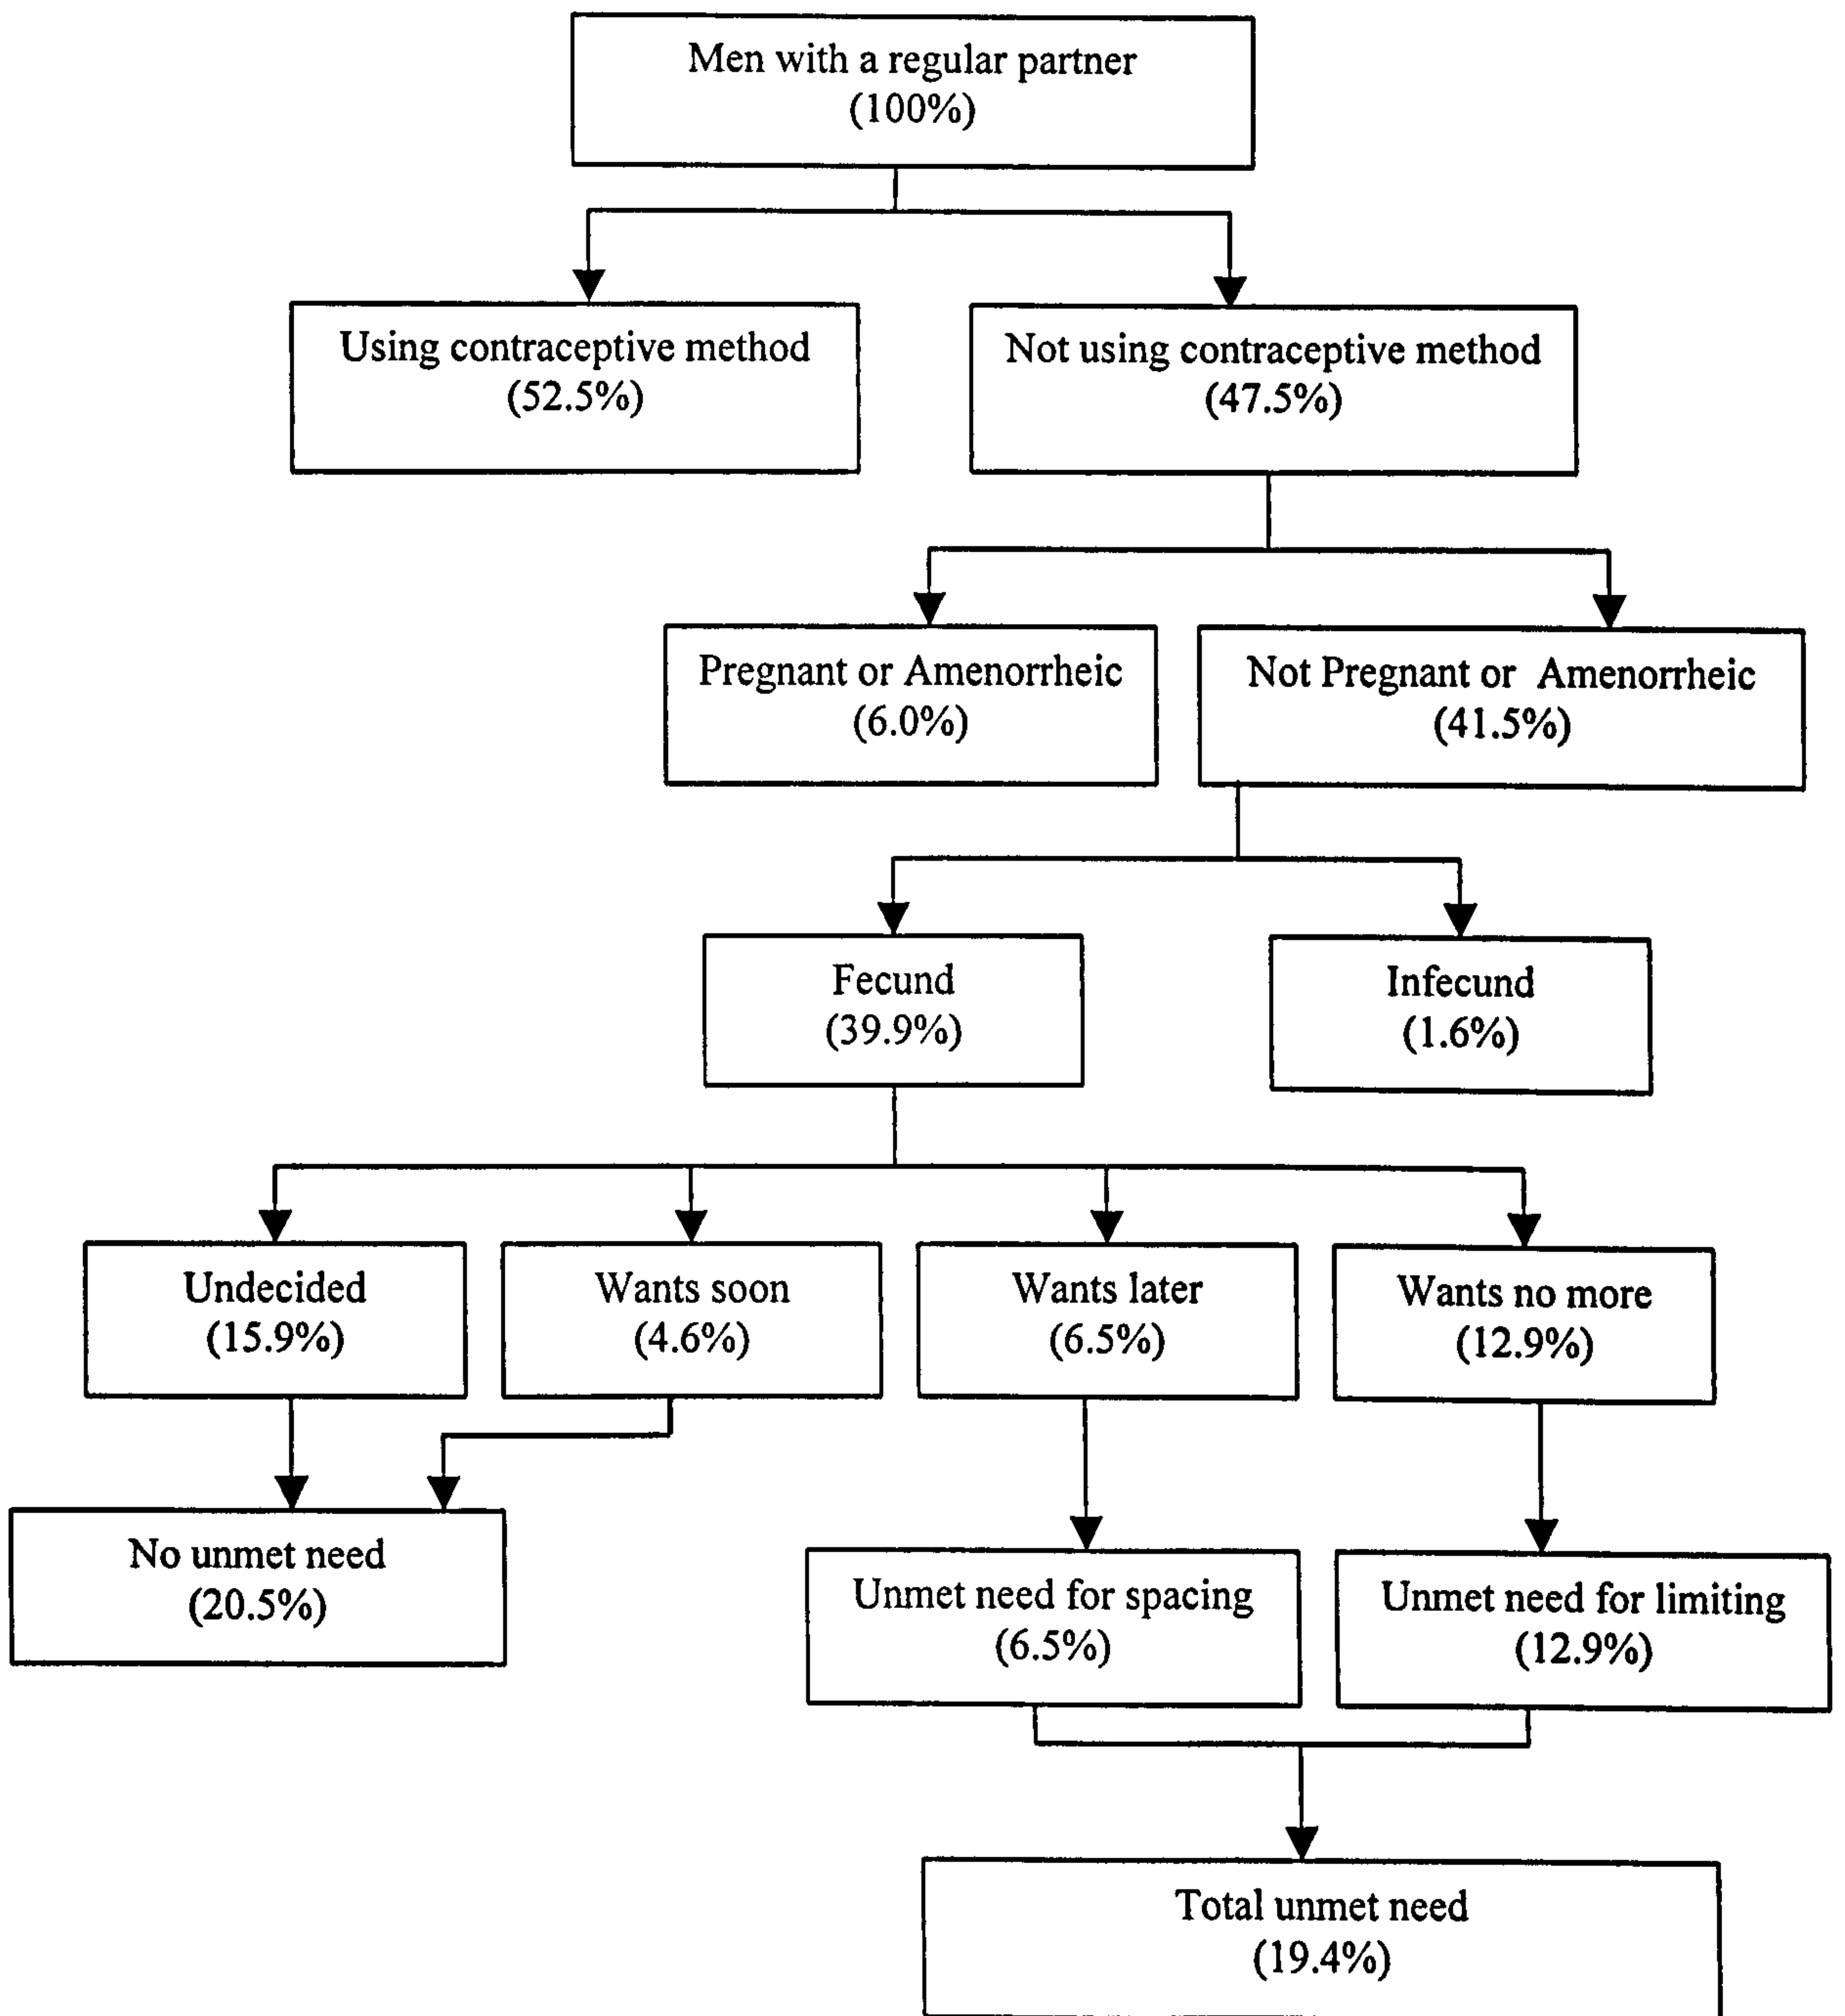 Men with a regular partner
(100%)
Using contraceptive method
(52.5%)
Not using contraceptive method
(47.5%)
Pregnant or Amenorrheic
(6.0%)
Not Pregnant or Amenorrheic
(41.5%)
Fecund
(39.9%)
Infecund
(1.6%)
Undecided
(15.9%)
Wants soon
(4.6%)
Wants later
(6.5%)
Wants no more
(12.9%)
No unmet need
(20.5%)
Unmet need for spacing
(6.5%)
Unmet need for limiting
(12.9%)
Total unmet need
(19.4%)